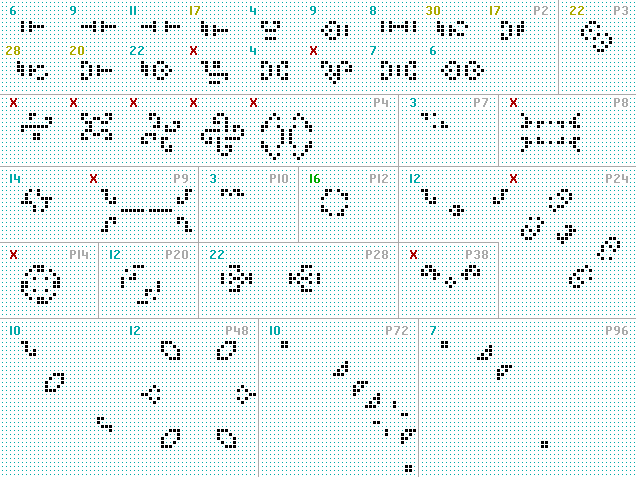 6 9 11 17 4 9 8 30 17 P2 22 P3
28 20 22 X 4 X 7 6
X X X X X P4 3 P7 X P8
14 X P9 3 P10 16 P12 12 X P24
X P14 12 P20 22 P28 X P38
10 12 P48 10 P72 7 P96